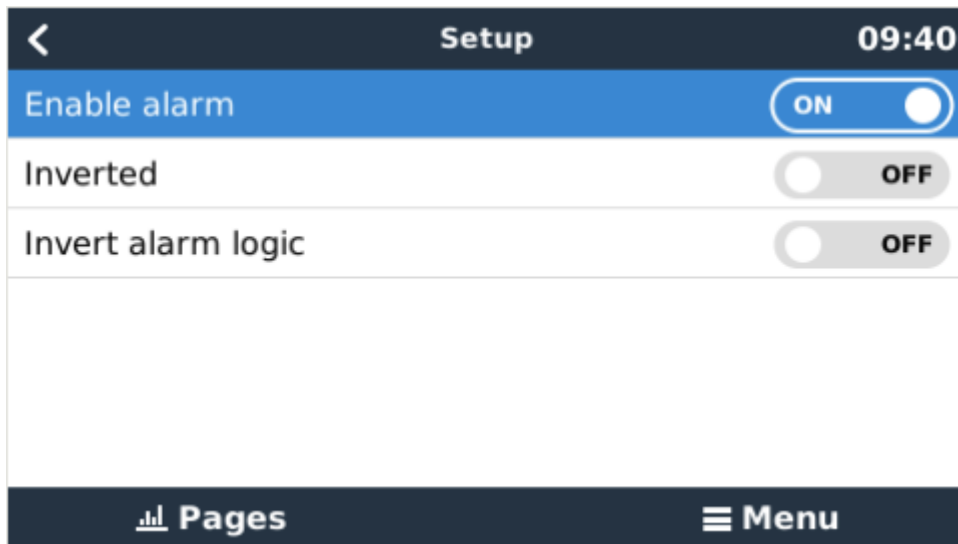 Setup 09:40
Enable alarm ON
Inverted OFF
Invert alarm logic OFF
Pages Menu